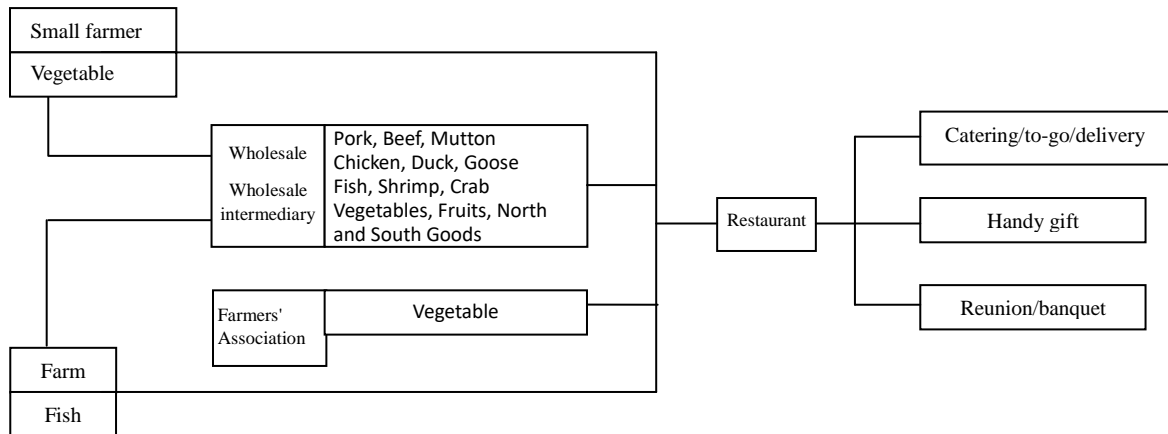 Small farmer
Vegetable
Wholesale
Wholesale
intermediary
Pork, Beef, Mutton
Chicken, Duck, Goose
Fish, Shrimp, Crab
Vegetables, Fruits, North
and South Goods
Farmers'
Association
Vegetable
Farm
Fish
Restaurant
Catering/to-go/delivery
Handy gift
Reunion/banquet